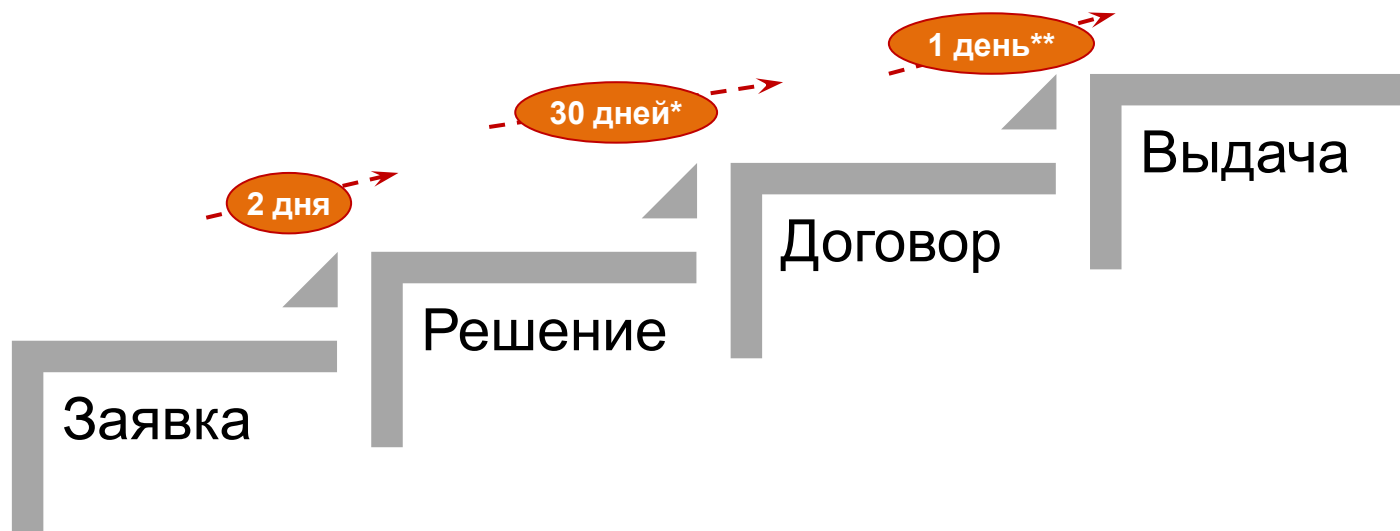 Заявка
2 дня
Решение
30 дней*
Договор
1 день**
Выдача